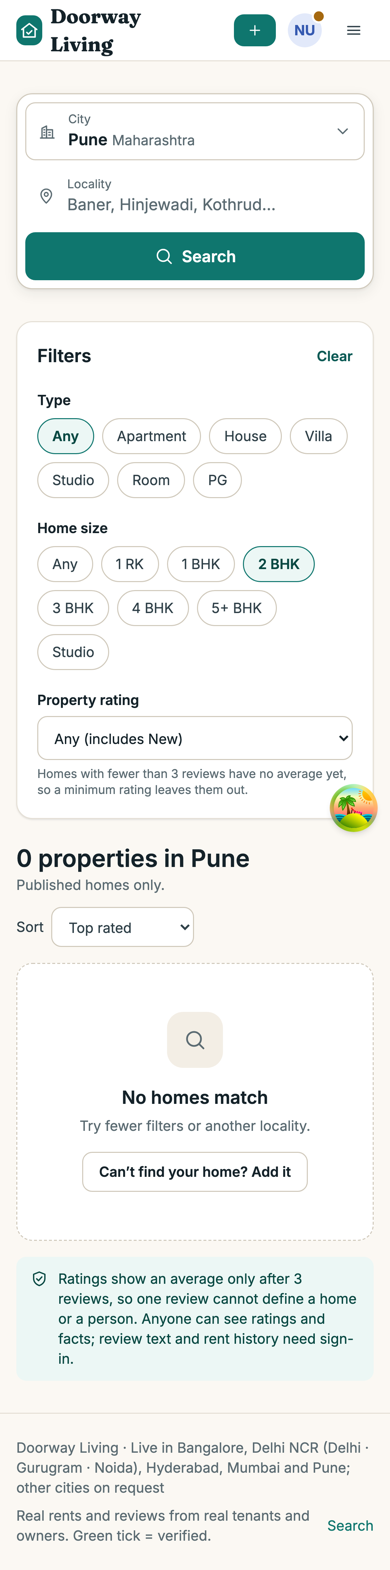 Doorway
Living
NU
City
Pune Maharashtra
Locality
Baner, Hinjewadi, Kothrud...
Search
Filters
Clear
Type
Any
Apartment
House
Villa
Studio
Room
PG
Home size
Any
1 RK
1 BHK
2 BHK
3 BHK
4 BHK
5+ BHK
Studio
Property rating
Any (includes New)
Homes with fewer than 3 reviews have no average yet,
so a minimum rating leaves them out.
0 properties in Pune
Published homes only.
Sort
Top rated
No homes match
Try fewer filters or another locality.
Can't find your home? Add it
Ratings show an average only after 3
reviews, so one review cannot define a home
or a person. Anyone can see ratings and
facts; review text and rent history need sign-
in.
Doorway Living · Live in Bangalore, Delhi NCR (Delhi ·
Gurugram · Noida), Hyderabad, Mumbai and Pune;
other cities on request
Real rents and reviews from real tenants and
owners. Green tick = verified.
Search